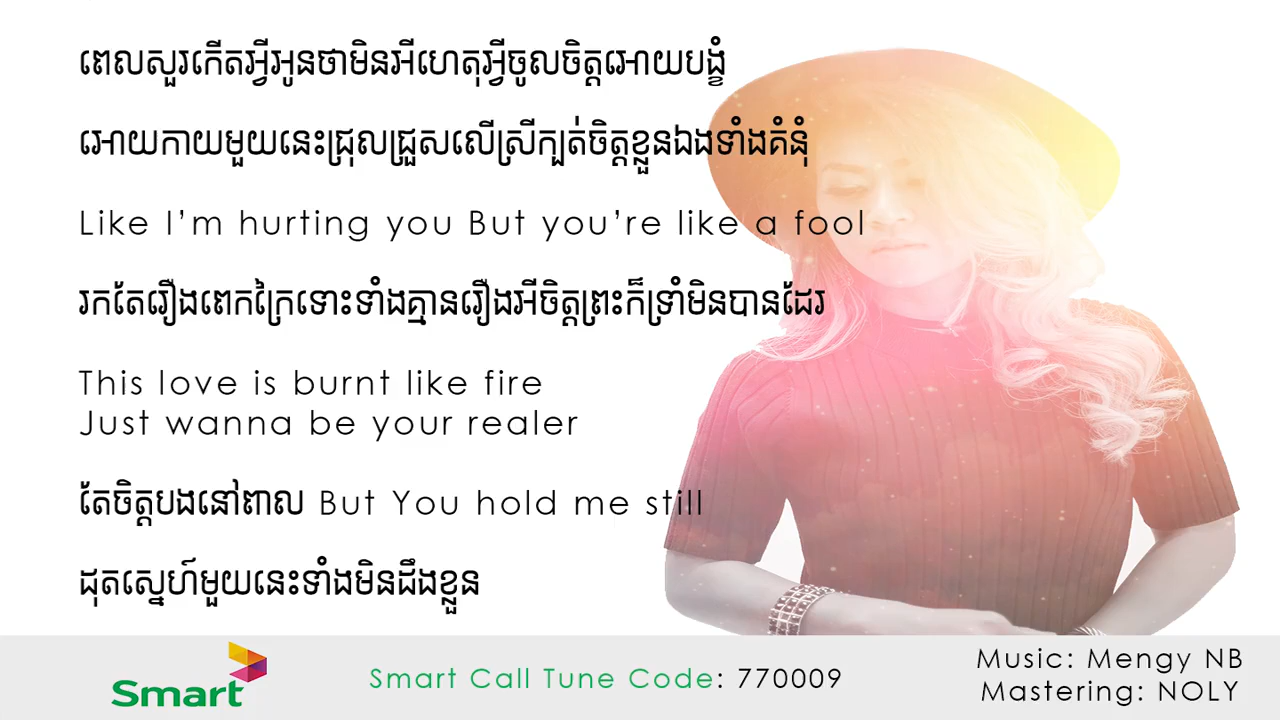 ពេលសួរកើតអ្វីអូនថាមិនអីហេតុអ្វីចូលចិត្តអោយបង្ខំ
អោយកាយមួយនេះជ្រុលជ្រួសលើស្រីក្បត់ចិត្តខ្លួនឯងទាំងគំនុំ
Like I’m hurting you But you’re like a fool
រកតែរឿងពេកក្រៃទោះទាំងគ្មានរឿងអីចិត្តព្រះក៏ទ្រាំមិនបានដែរ
This love is burnt like fire
Just wanna be your realer
តែចិត្តបងនៅពាល But You hold me still
ដុតស្នេហ៍មួយនេះទាំងមិនដឹងខ្លួន
Smart
Smart Call Tune Code: 770009
Music: Mengy NB
Mastering: NOLY